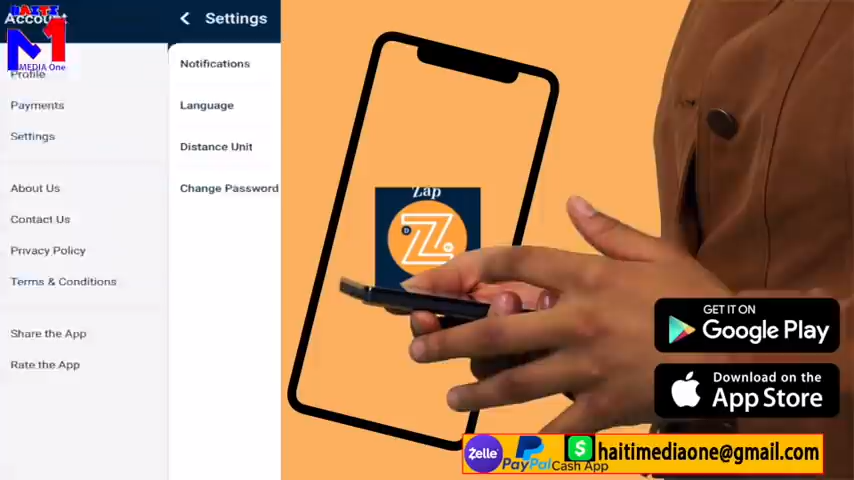 Account
HAITI
M1
MEDIA One
Profile
Payments
Settings
About Us
Contact Us
Privacy Policy
Terms & Conditions
Share the App
Rate the App
Settings
Notifications
Language
Distance Unit
Change Password
Zap
Z
GET IT ON
Google Play
Download on the
App Store
Zelle
PayPal
$
Cash App
haitimediaone@gmail.com